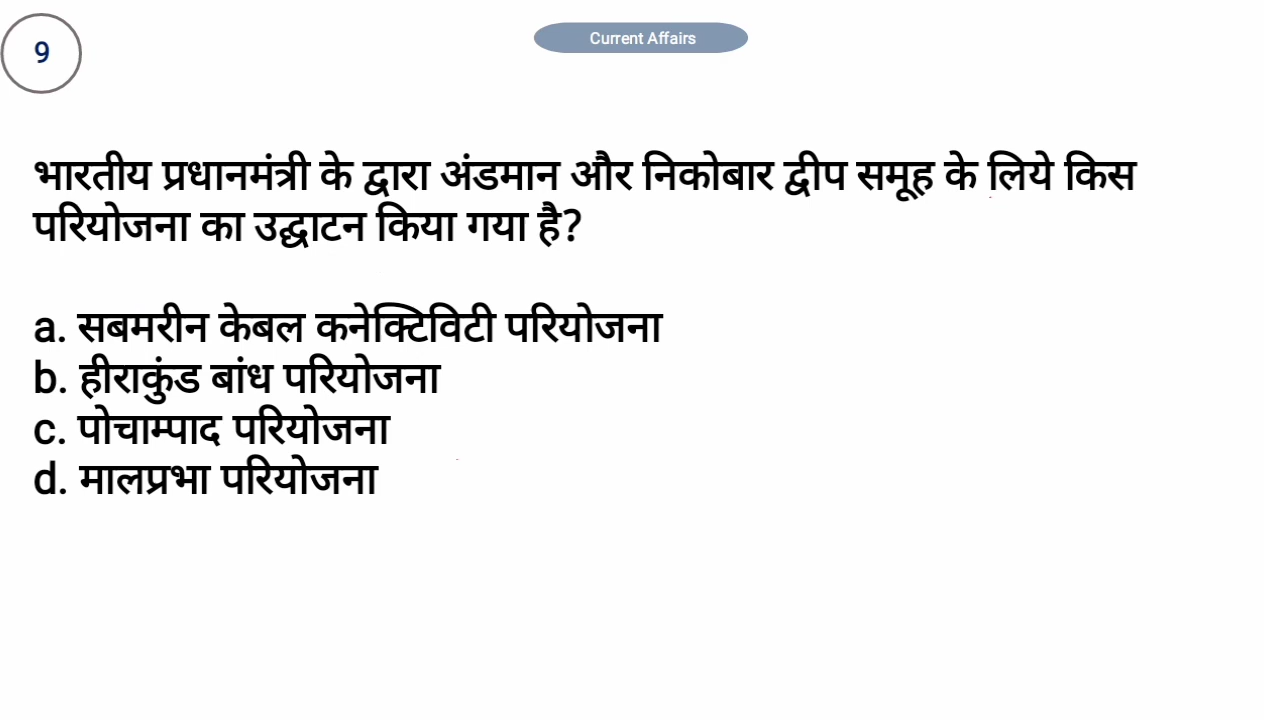 9
Current Affairs
भारतीय प्रधानमंत्री के द्वारा अंडमान और निकोबार द्वीप समूह के लिये किस
परियोजना का उद्घाटन किया गया है?
a. सबमरीन केबल कनेक्टिविटी परियोजना
b. हीराकुंड बांध परियोजना
c. पोचाम्पाद परियोजना
d. मालप्रभा परियोजना